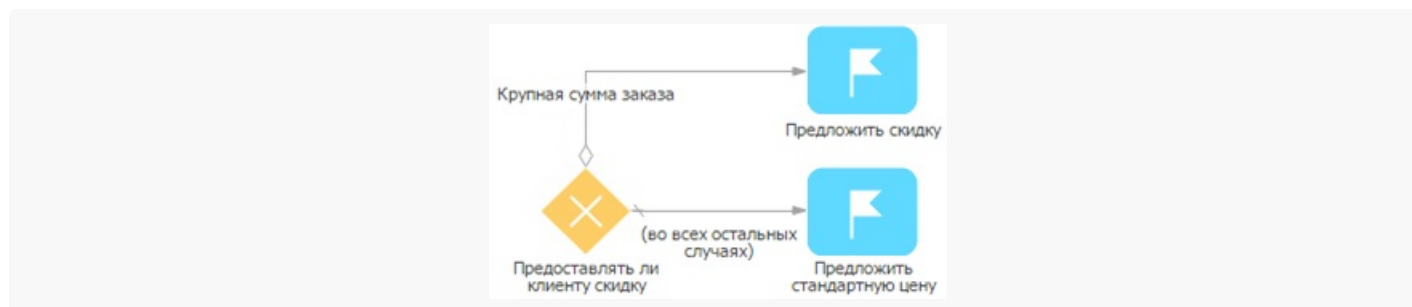 Крупная сумма заказа
Предложить скидку
(во всех остальных
случаях)
Предоставлять ли
клиенту скидку
Предложить
стандартную цену